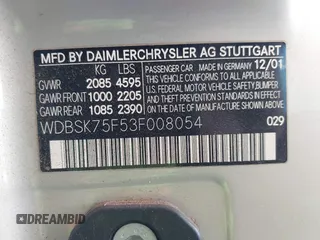 MFD BY DAIMLERCHRYSLER AG STUTTGART
KG LBS MADE IN GERMANY 12/01
GVWR 2085 4595 PASSENGER CAR
GAWR FRONT 1000 2205
GAWR REAR 1085 2390
THIS VEHICLE CONFORMS TO ALL APPLICABLE
U.S. FEDERAL MOTOR VEHICLE SAFETY,
BUMPER, AND THEFT PREVENTION
STANDARDS IN EFFECT ON THE
DATE OF MANUFACTURE SHOWN ABOVE.
WDBSK75F53F008054 029
DREAMBID